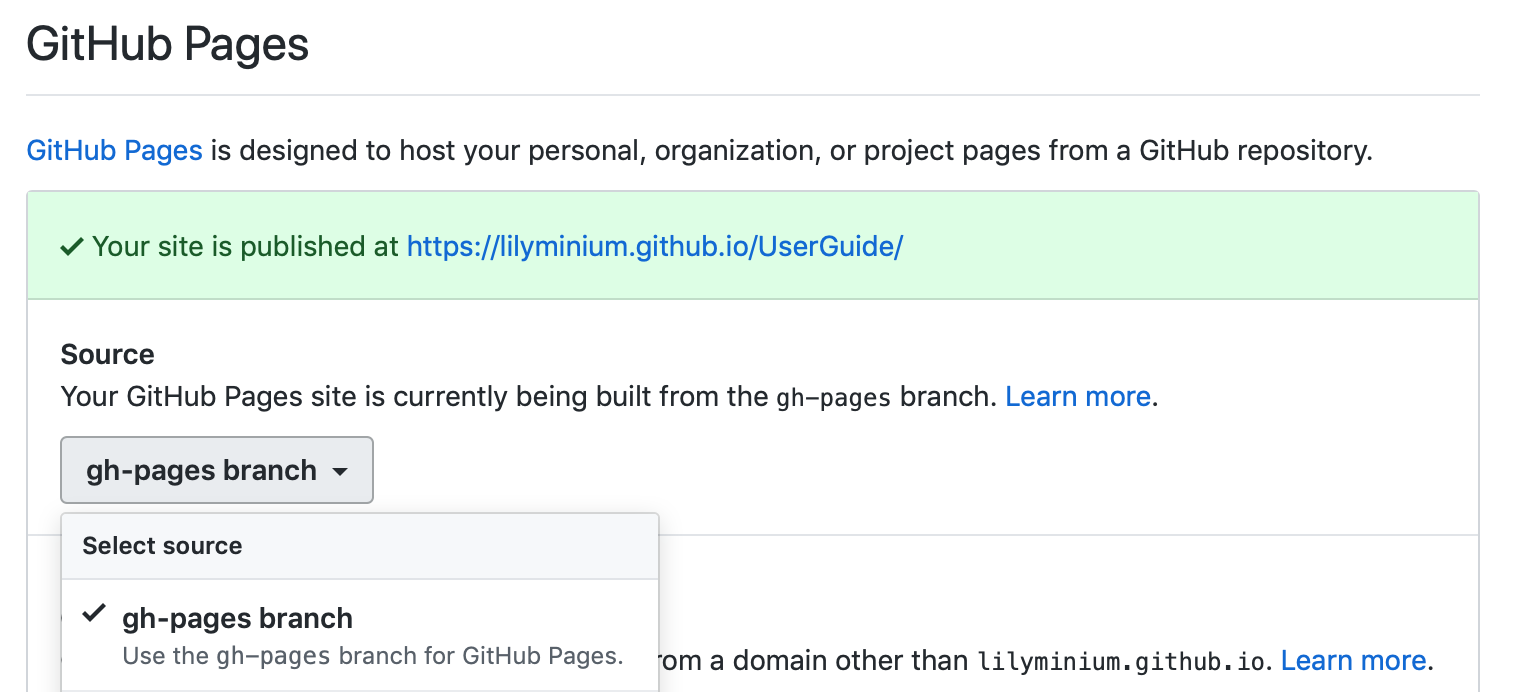 GitHub Pages
GitHub Pages is designed to host your personal, organization, or project pages from a GitHub repository.
Your site is published at https://lilyminium.github.io/UserGuide/
Source
Your GitHub Pages site is currently being built from the gh-pages branch. Learn more.
gh-pages branch
Select source
gh-pages branch
Use the gh-pages branch for GitHub Pages.
om a domain other than lilyminium.github.io. Learn more.